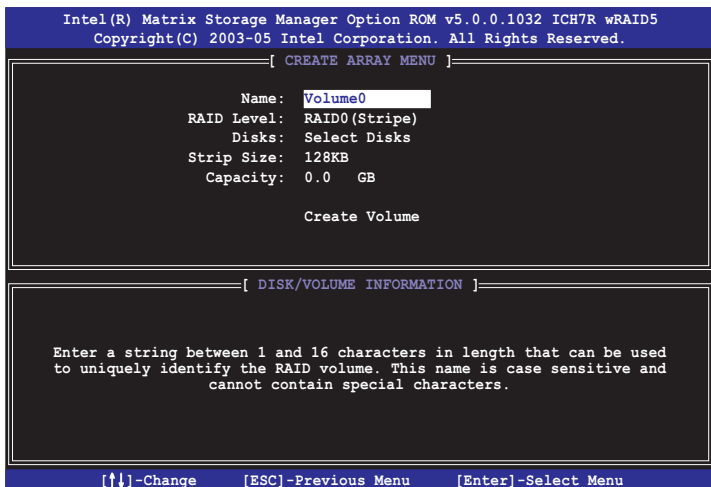 Intel(R) Matrix Storage Manager Option ROM v5.0.0.1032 ICH7R wRAID5
Copyright(C) 2003-05 Intel Corporation. All Rights Reserved.
[ CREATE ARRAY MENU ]
Name: Volume0
RAID Level: RAID0(Stripe)
Disks: Select Disks
Strip Size: 128KB
Capacity: 0.0 GB
Create Volume
[ DISK/VOLUME INFORMATION ]
Enter a string between 1 and 16 characters in length that can be used
to uniquely identify the RAID volume. This name is case sensitive and
cannot contain special characters.
[↑↓]-Change [ESC]-Previous Menu [Enter]-Select Menu